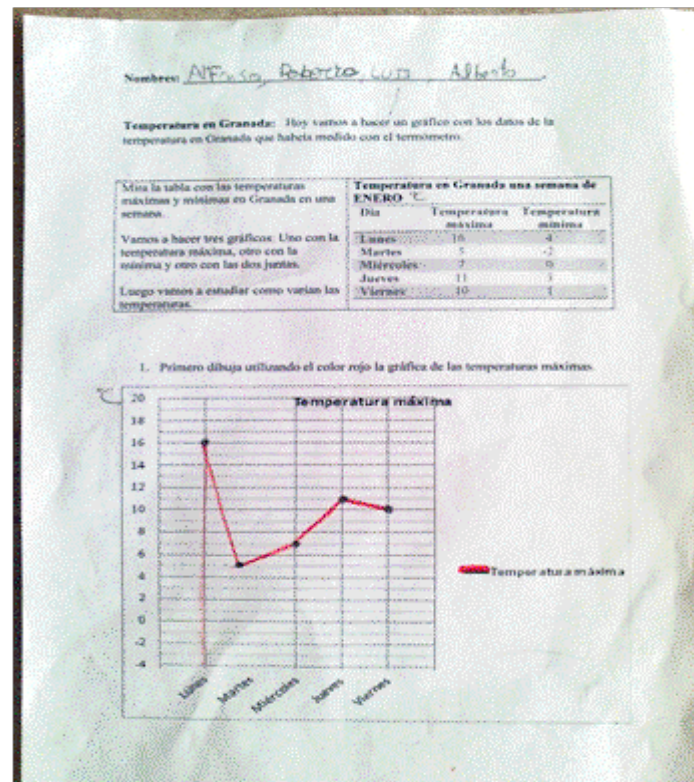 Nombres: Alfonso, Roberto, Luis, Alberto
Temperatura en Granada: Hoy vamos a hacer un gráfico con los datos de la
temperatura en Granada que habéis medido con el termómetro.
Mira la tabla con las temperaturas
máximas y mínimas en Granada en una
semana.
Vamos a hacer tres gráficos. Uno con la
temperatura máxima, otro con la
mínima y otro con las dos juntas.
Luego vamos a estudiar como varían las
temperaturas.
Temperatura en Granada una semana de
ENERO °C
Día Temperatura máxima Temperatura mínima
Lunes 16 4
Martes 5 -2
Miércoles 7 0
Jueves 11 3
Viernes 10 1
1. Primero dibuja utilizando el color rojo la gráfica de las temperaturas máximas.
°C
Temperatura máxima
20
18
16
14
12
10
8
6
4
2
0
-2
-4
Lunes Martes Miércoles Jueves Viernes
Temperatura máxima